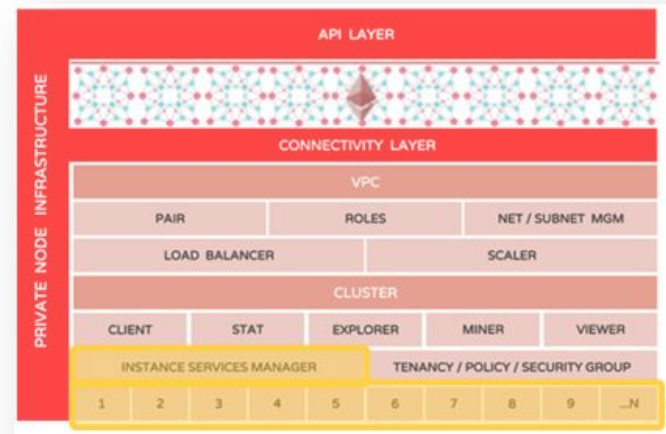 API LAYER
PRIVATE NODE INFRASTRUCTURE
CONNECTIVITY LAYER
VPC
PAIR ROLES NET / SUBNET MGM
LOAD BALANCER SCALER
CLUSTER
CLIENT STAT EXPLORER MINER VIEWER
INSTANCE SERVICES MANAGER TENANCY / POLICY / SECURITY GROUP
1 2 3 4 5 6 7 8 9 ...N